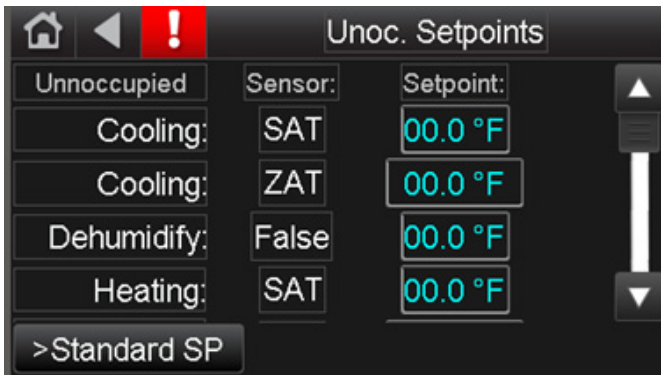 ! Unoc. Setpoints
Unnoccupied Sensor: Setpoint:
Cooling: SAT 00.0 °F
Cooling: ZAT 00.0 °F
Dehumidify: False 00.0 °F
Heating: SAT 00.0 °F
>Standard SP